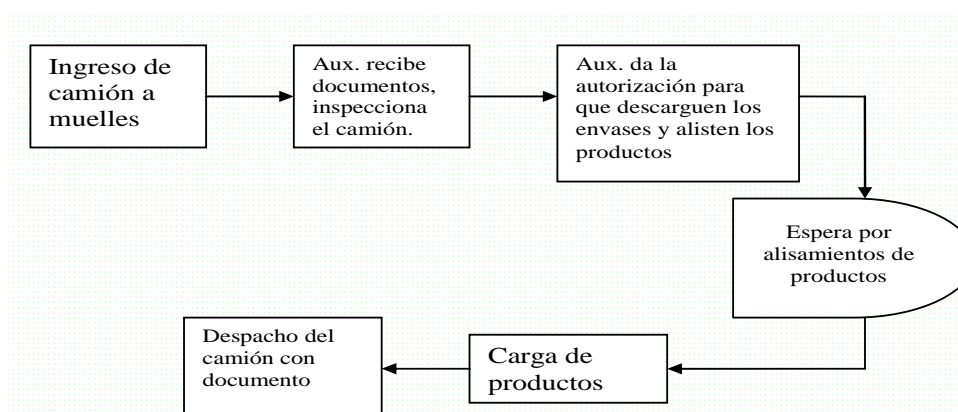 Ingreso de
camión a
muelles
Aux. recibe
documentos,
inspecciona
el camión.
Aux. da la
autorización para
que descarguen los
envases y alisten los
productos
Espera por
alisamientos de
productos
Carga de
productos
Despacho del
camión con
documento